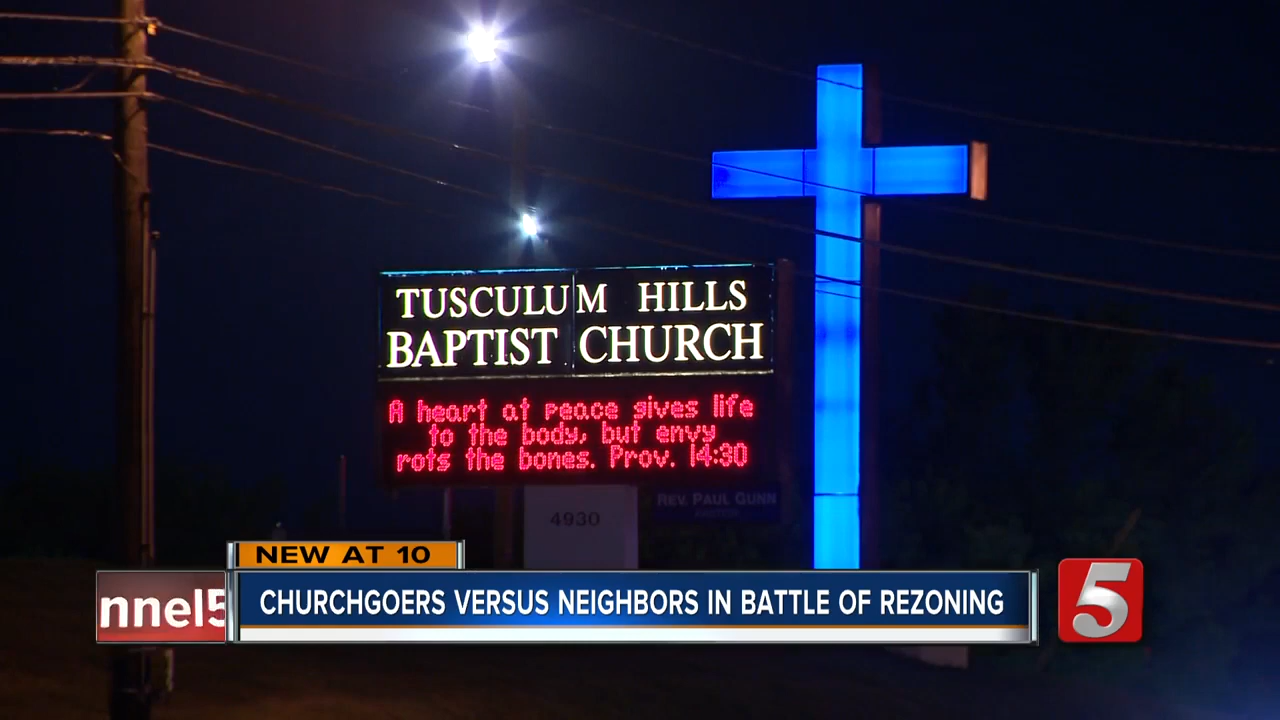 TUSCULUM HILLS
BAPTIST CHURCH
A heart at peace gives life
to the body, but envy
rots the bones. Prov. 14:30
REV. PAUL GUNN
4930
NEW AT 10
nnel5
CHURCHGOERS VERSUS NEIGHBORS IN BATTLE OF REZONING
5